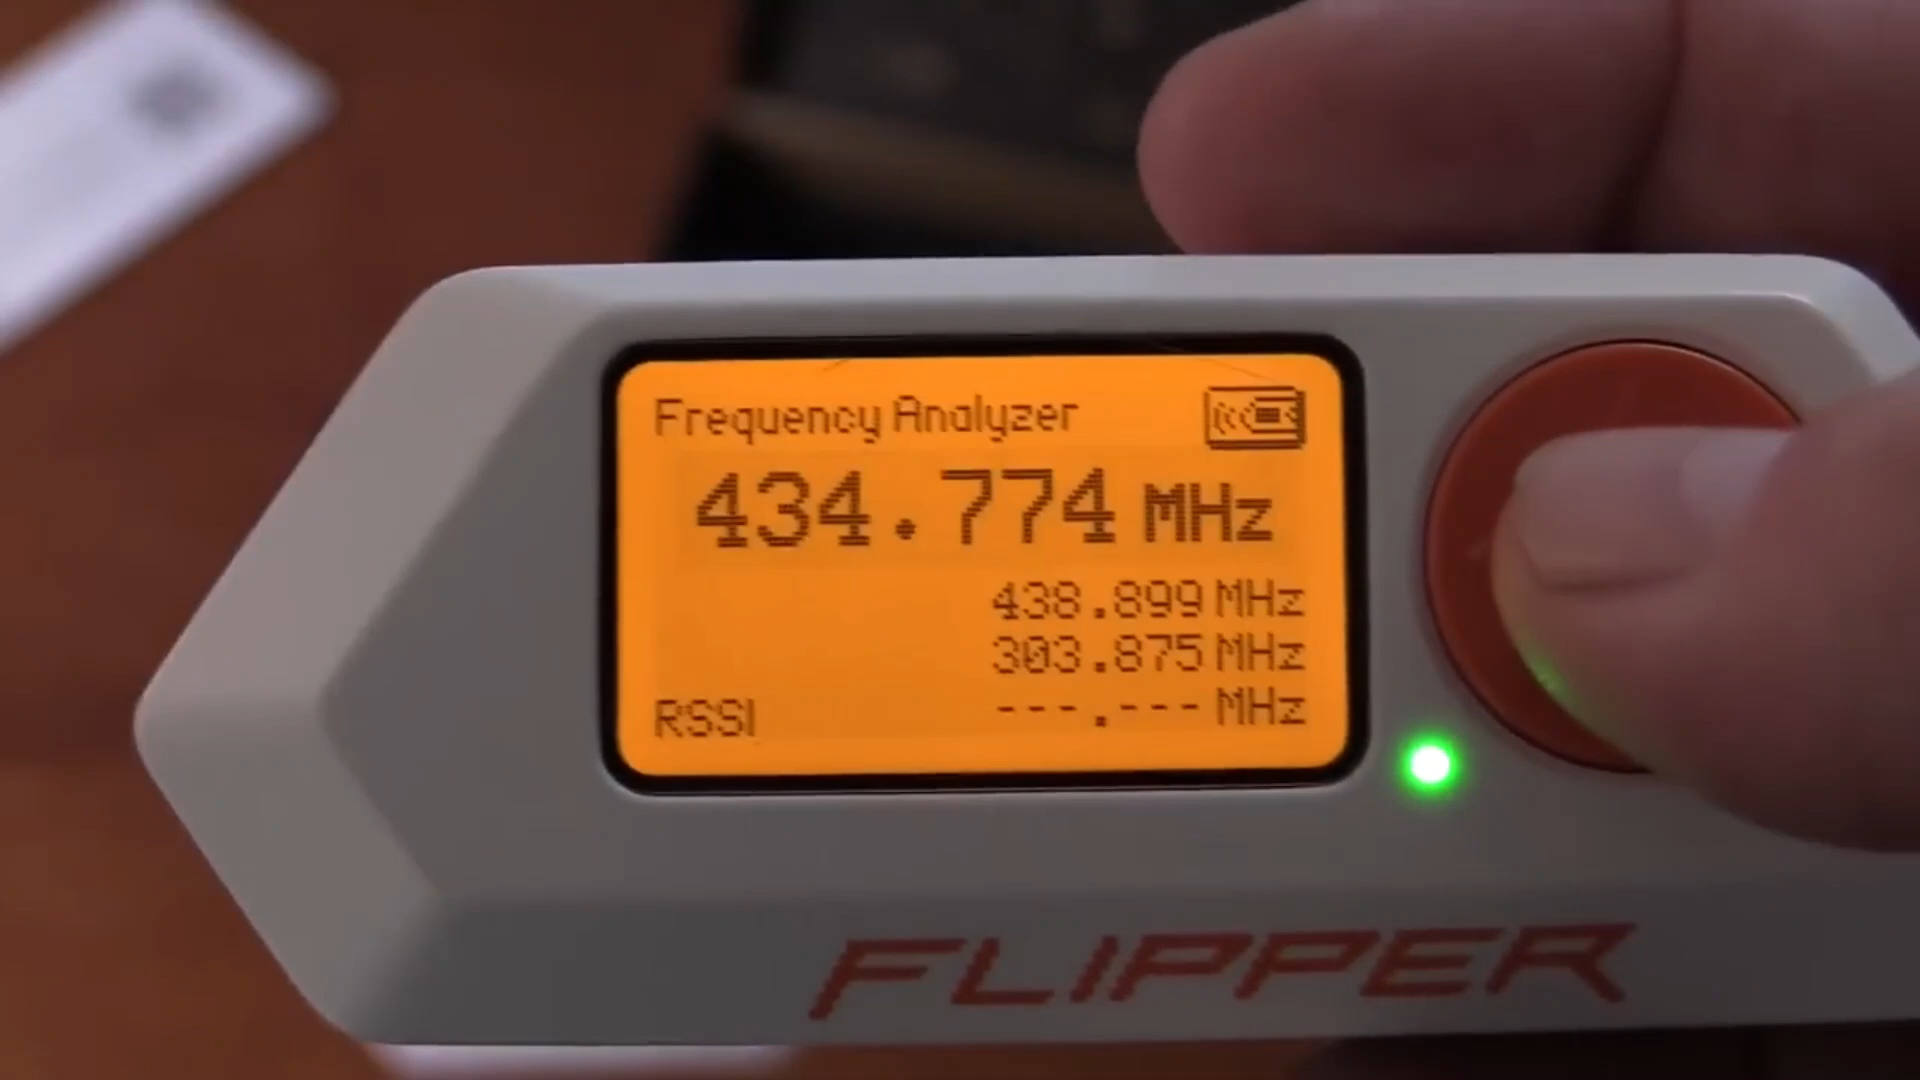 Frequency Analyzer
434.774 MHz
438.899 MHz
303.875 MHz
RSSI ---.--- MHz
FLIPPER